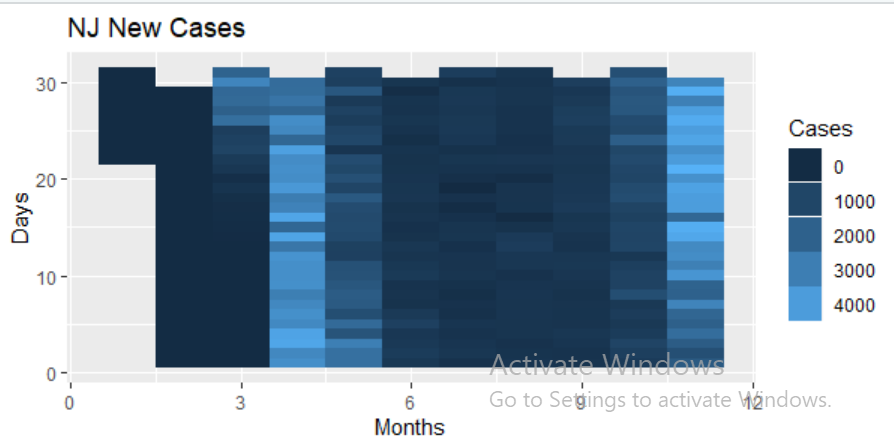 NJ New Cases
30
20
10
0
Days
0 3 6 9 12
Months
Cases
0
1000
2000
3000
4000
Activate Windows
Go to Settings to activate Windows.